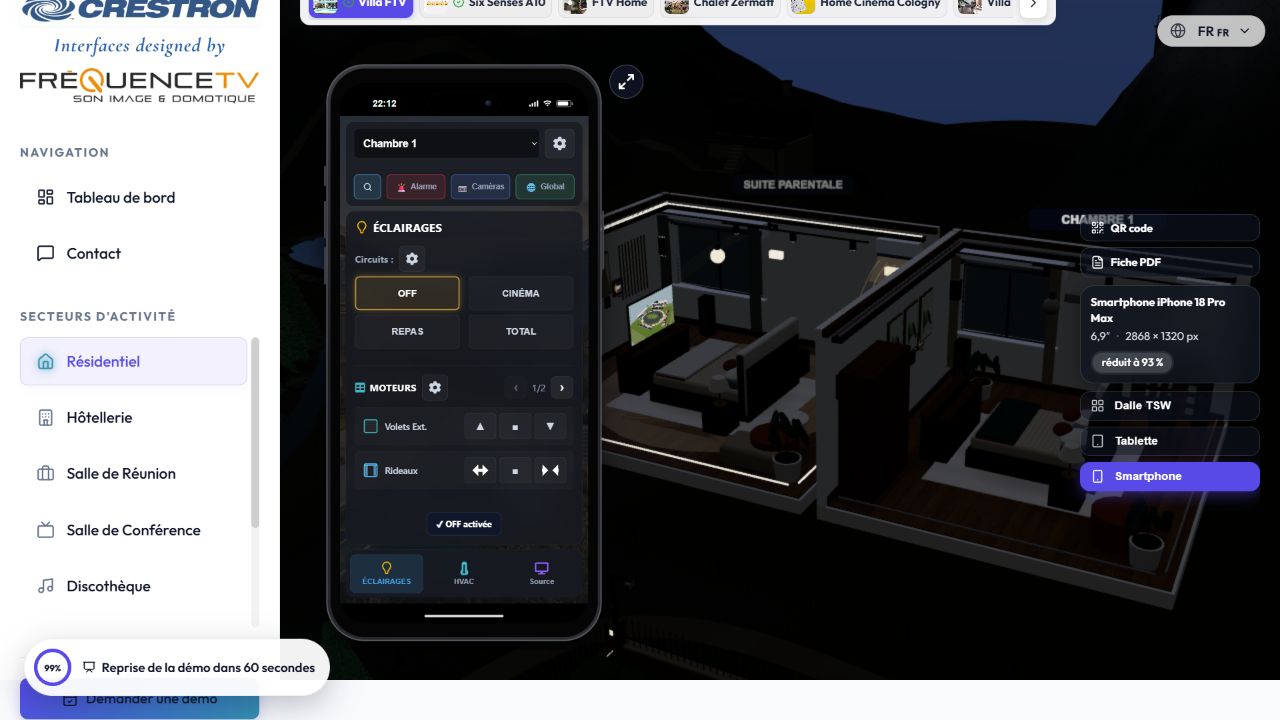 CRESTRON
Interfaces designed by
FRÉQUENCETV
SON IMAGE & DOMOTIQUE
NAVIGATION
Tableau de bord
Contact
SECTEURS D'ACTIVITÉ
Résidentiel
Hôtellerie
Salle de Réunion
Salle de Conférence
Discothèque
99%
Reprise de la démo dans 60 secondes
Demander une démo
Villa FTV
Six Senses A10
FTV Home
Chalet Zermatt
Home Cinéma Cologny
Villa
FR FR
22:12
Chambre 1
Alarme
Caméras
Global
ÉCLAIRAGES
Circuits :
OFF
CINÉMA
REPAS
TOTAL
MOTEURS
1/2
Volets Ext.
Rideaux
✓ OFF activée
ÉCLAIRAGES
HVAC
Source
SUITE PARENTALE
CHAMBRE 1
QR code
Fiche PDF
Smartphone iPhone 18 Pro
Max
6,9" · 2868 × 1320 px
réduit à 93 %
Dalle TSW
Tablette
Smartphone